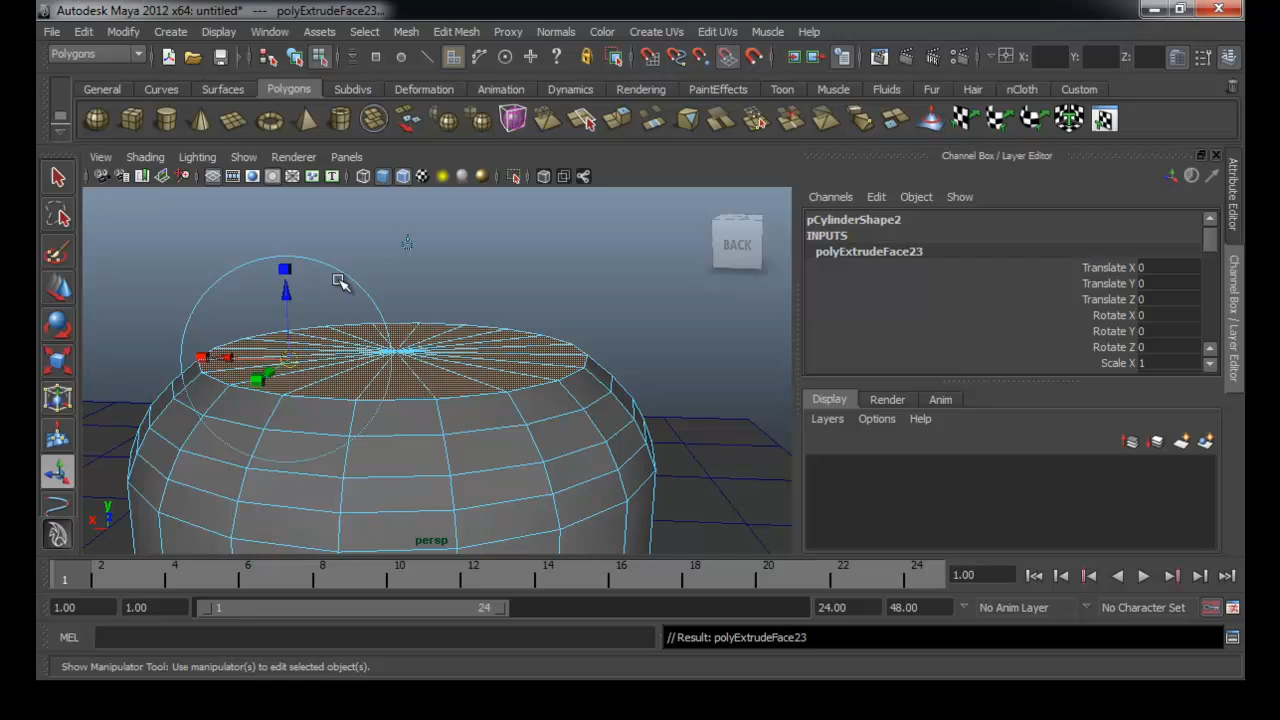 Autodesk Maya 2012 x64: untitled* --- polyExtrudeFace23...
File Edit Modify Create Display Window Assets Select Mesh Edit Mesh Proxy Normals Color Create UVs Edit UVs Muscle Help
Polygons X: Y: Z:
General Curves Surfaces Polygons Subdivs Deformation Animation Dynamics Rendering PaintEffects Toon Muscle Fluids Fur Hair nCloth Custom
View Shading Lighting Show Renderer Panels
Channel Box / Layer Editor
Channels Edit Object Show
pCylinderShape2
INPUTS
polyExtrudeFace23
Translate X 0
Translate Y 0
Translate Z 0
Rotate X 0
Rotate Y 0
Rotate Z 0
Scale X 1
Attribute Editor
Channel Box / Layer Editor
BACK
Display Render Anim
Layers Options Help
y
x
persp
1 2 4 6 8 10 12 14 16 18 20 22 24 1.00
1.00 1.00 1 24 24.00 48.00 No Anim Layer No Character Set
MEL // Result: polyExtrudeFace23
Show Manipulator Tool: Use manipulator(s) to edit selected object(s).